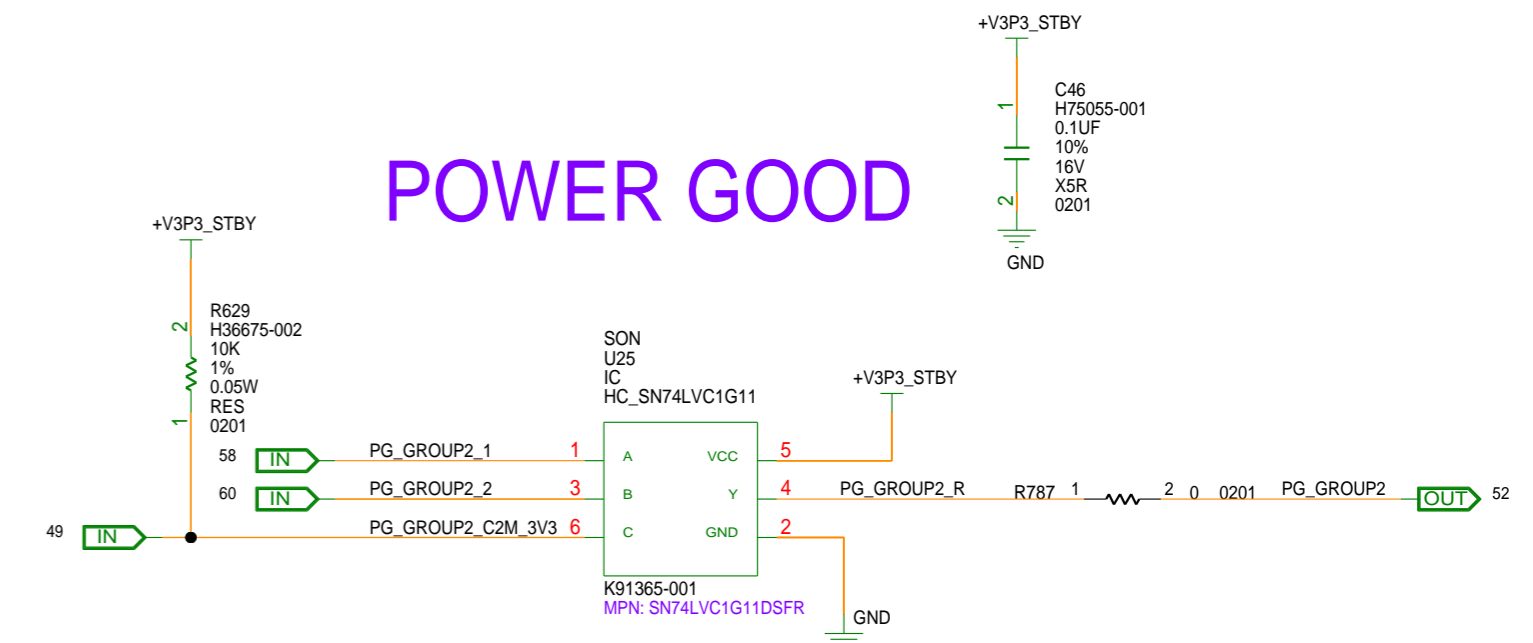 +V3P3_STBY
C46
H75055-001
0.1UF
10%
16V
X5R
0201
1
2
GND
POWER GOOD
+V3P3_STBY
R629
H36675-002
10K
1%
0.05W
RES
0201
2
1
SON
U25
IC
HC_SN74LVC1G11
+V3P3_STBY
58 IN PG_GROUP2_1 1 A VCC 5
60 IN PG_GROUP2_2 3 B Y 4 PG_GROUP2_R R787 1 2 0 0201 PG_GROUP2 OUT 52
49 IN PG_GROUP2_C2M_3V3 6 C GND 2
K91365-001
MPN: SN74LVC1G11DSFR
GND